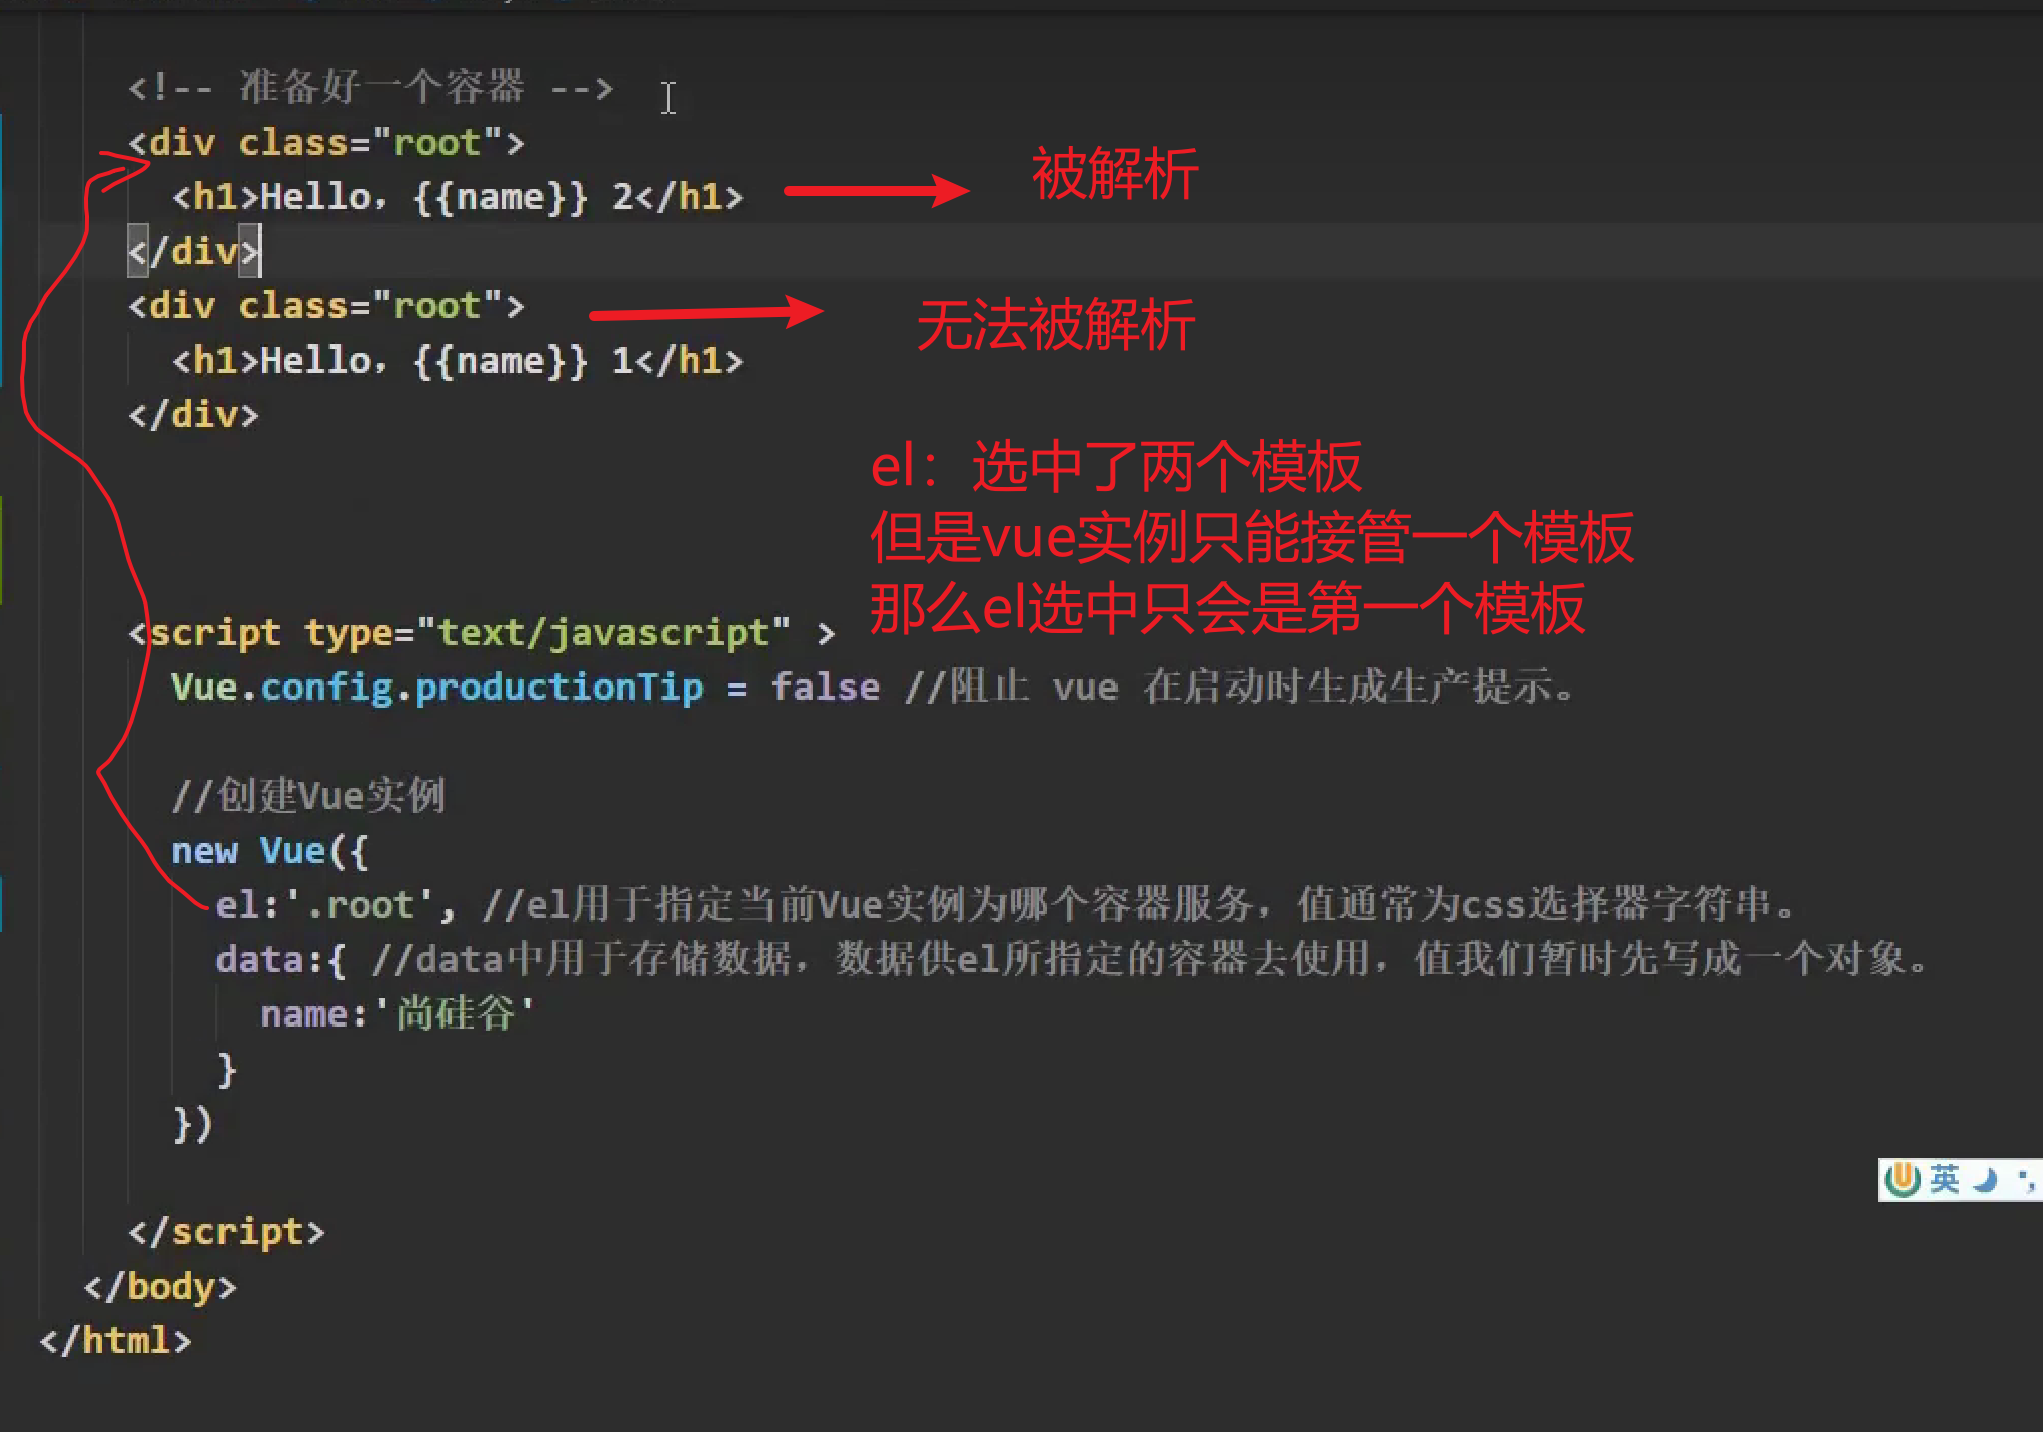 <!-- 准备好一个容器 -->
<div class="root">
<h1>Hello，{{name}} 2</h1>
被解析
</div>
<div class="root">
无法被解析
<h1>Hello，{{name}} 1</h1>
</div>
el：选中了两个模板
但是vue实例只能接管一个模板
那么el选中只会是第一个模板
<script type="text/javascript" >
Vue.config.productionTip = false //阻止 vue 在启动时生成生产提示。
//创建Vue实例
new Vue({
el:'.root', //el用于指定当前Vue实例为哪个容器服务，值通常为css选择器字符串。
data:{ //data中用于存储数据，数据供el所指定的容器去使用，值我们暂时先写成一个对象。
name:'尚硅谷'
}
})
英
</script>
</body>
</html>